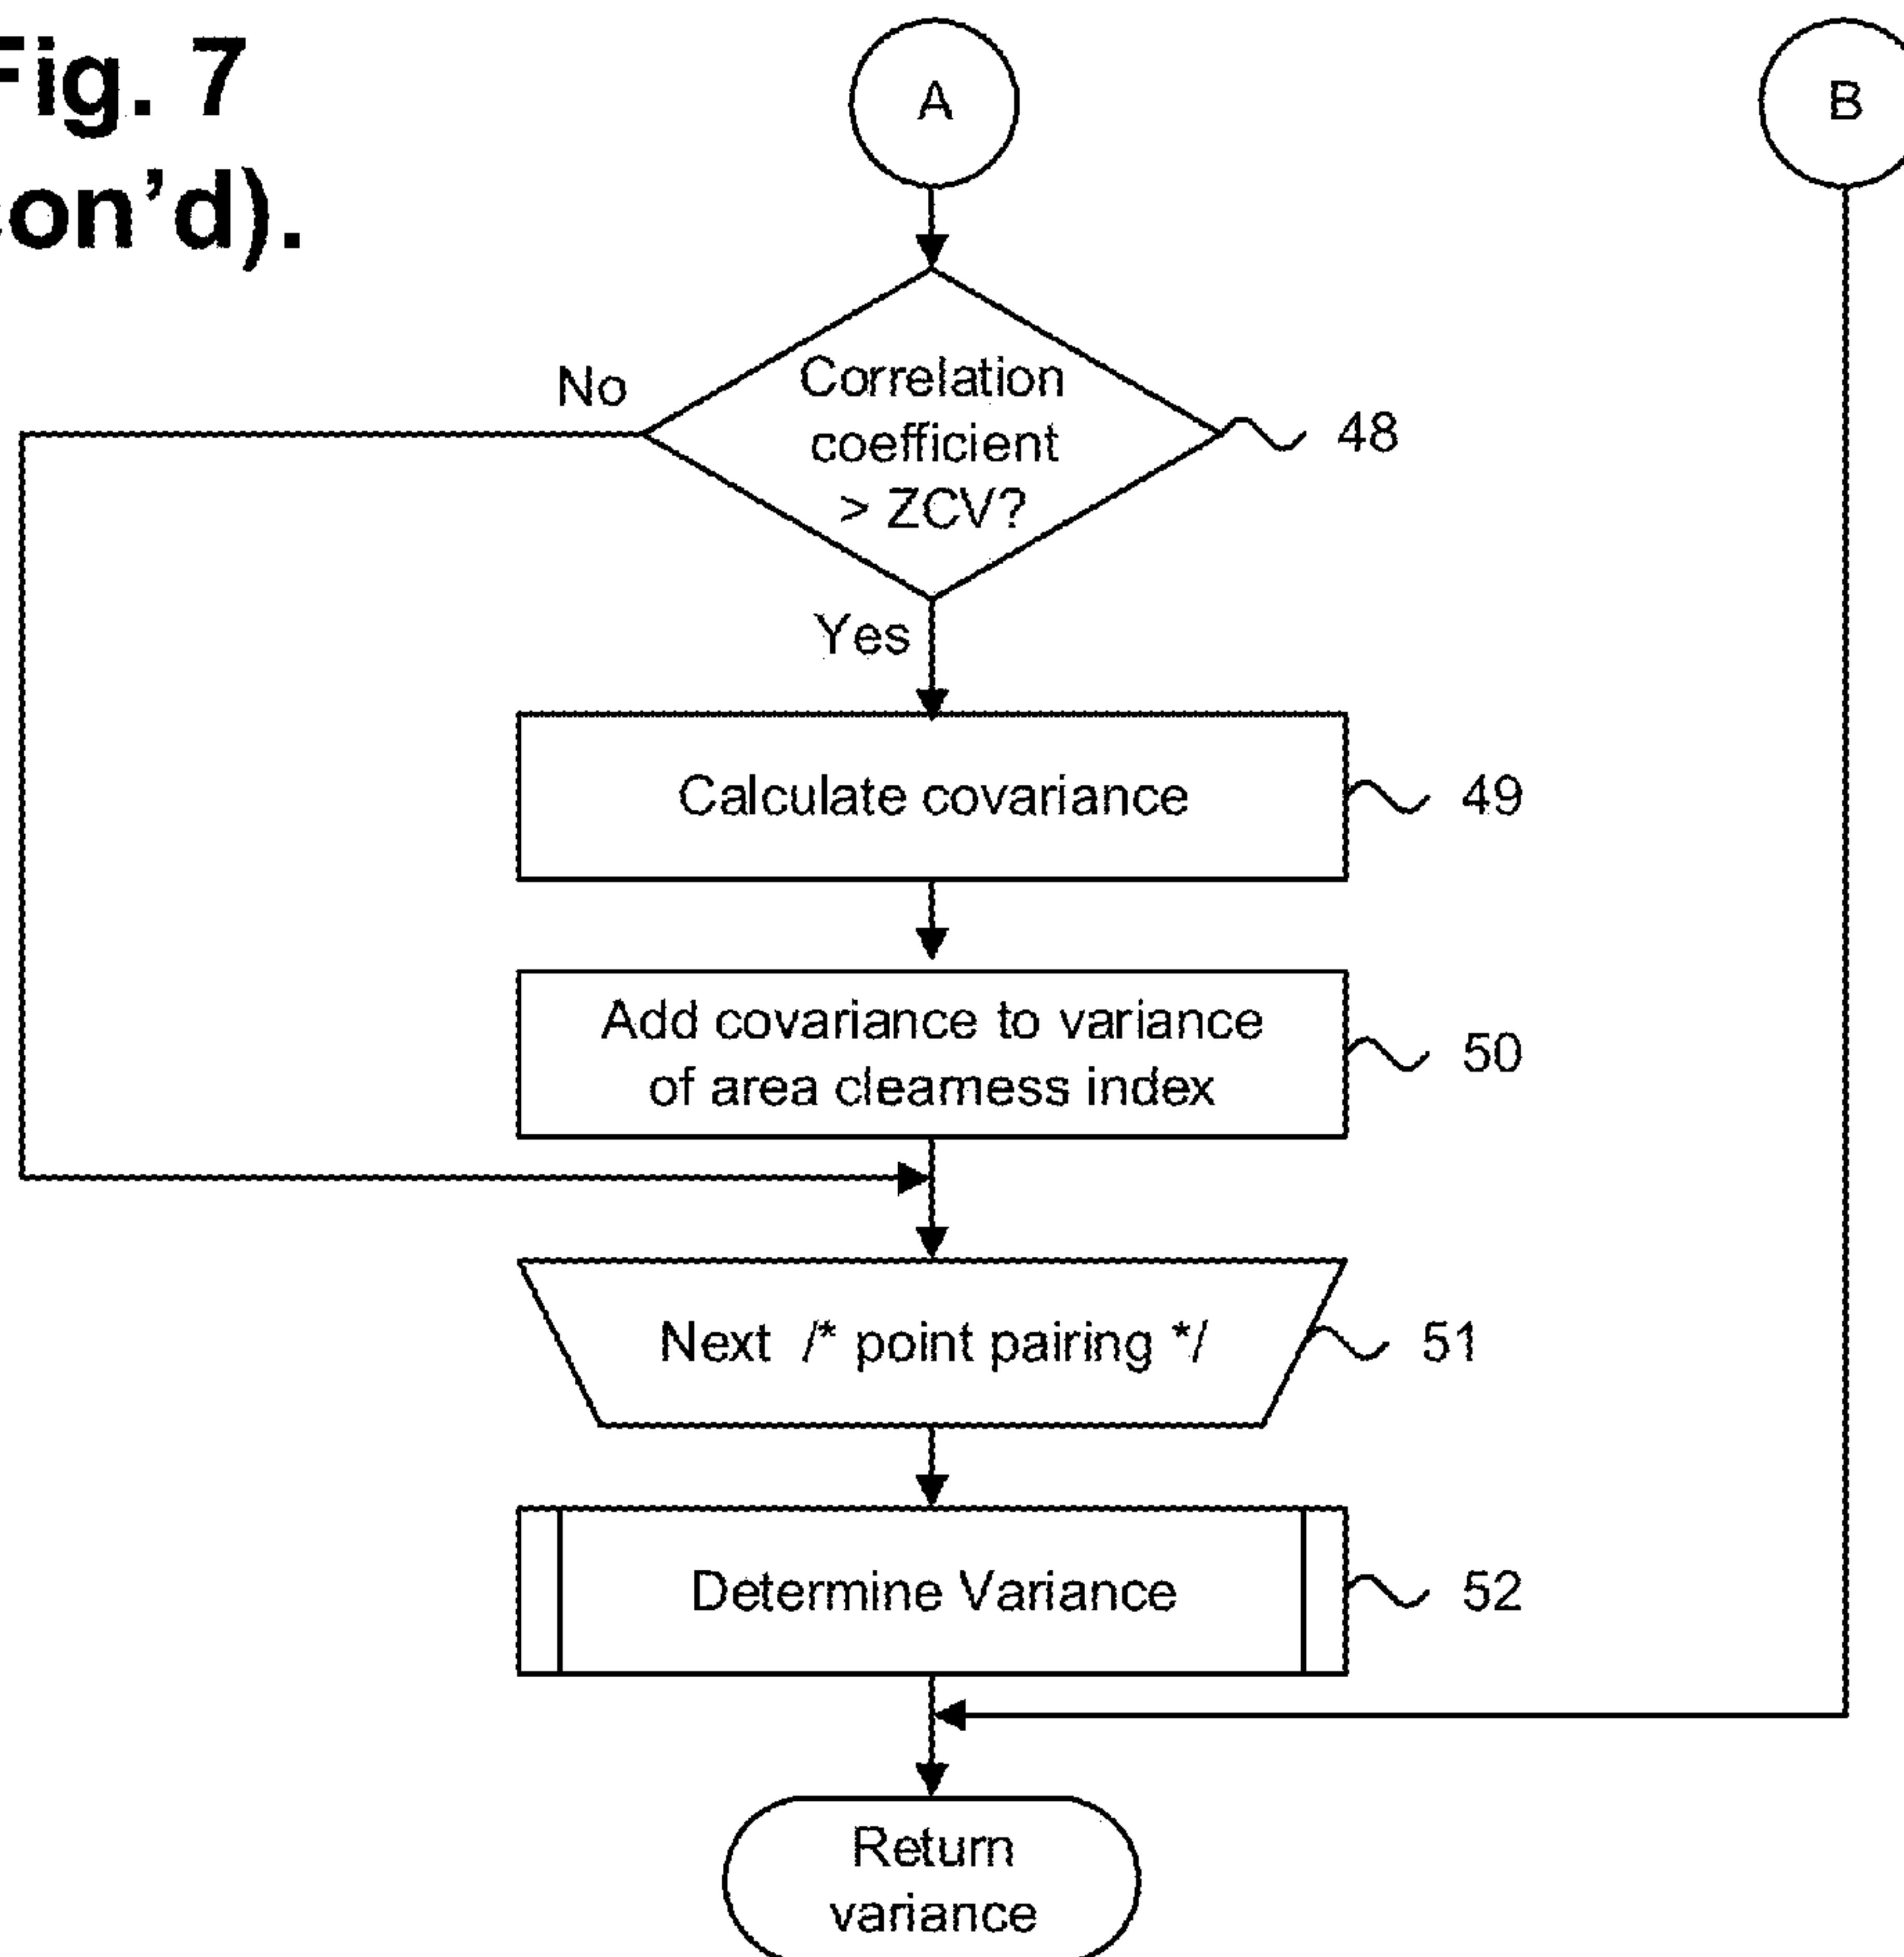 Fig. 7
con'd).
A
B
No
Correlation
coefficient
> ZCV?
48
Yes
Calculate covariance
49
Add covariance to variance
of area clearness index
50
Next /* point pairing */
51
Determine Variance
52
Return
variance